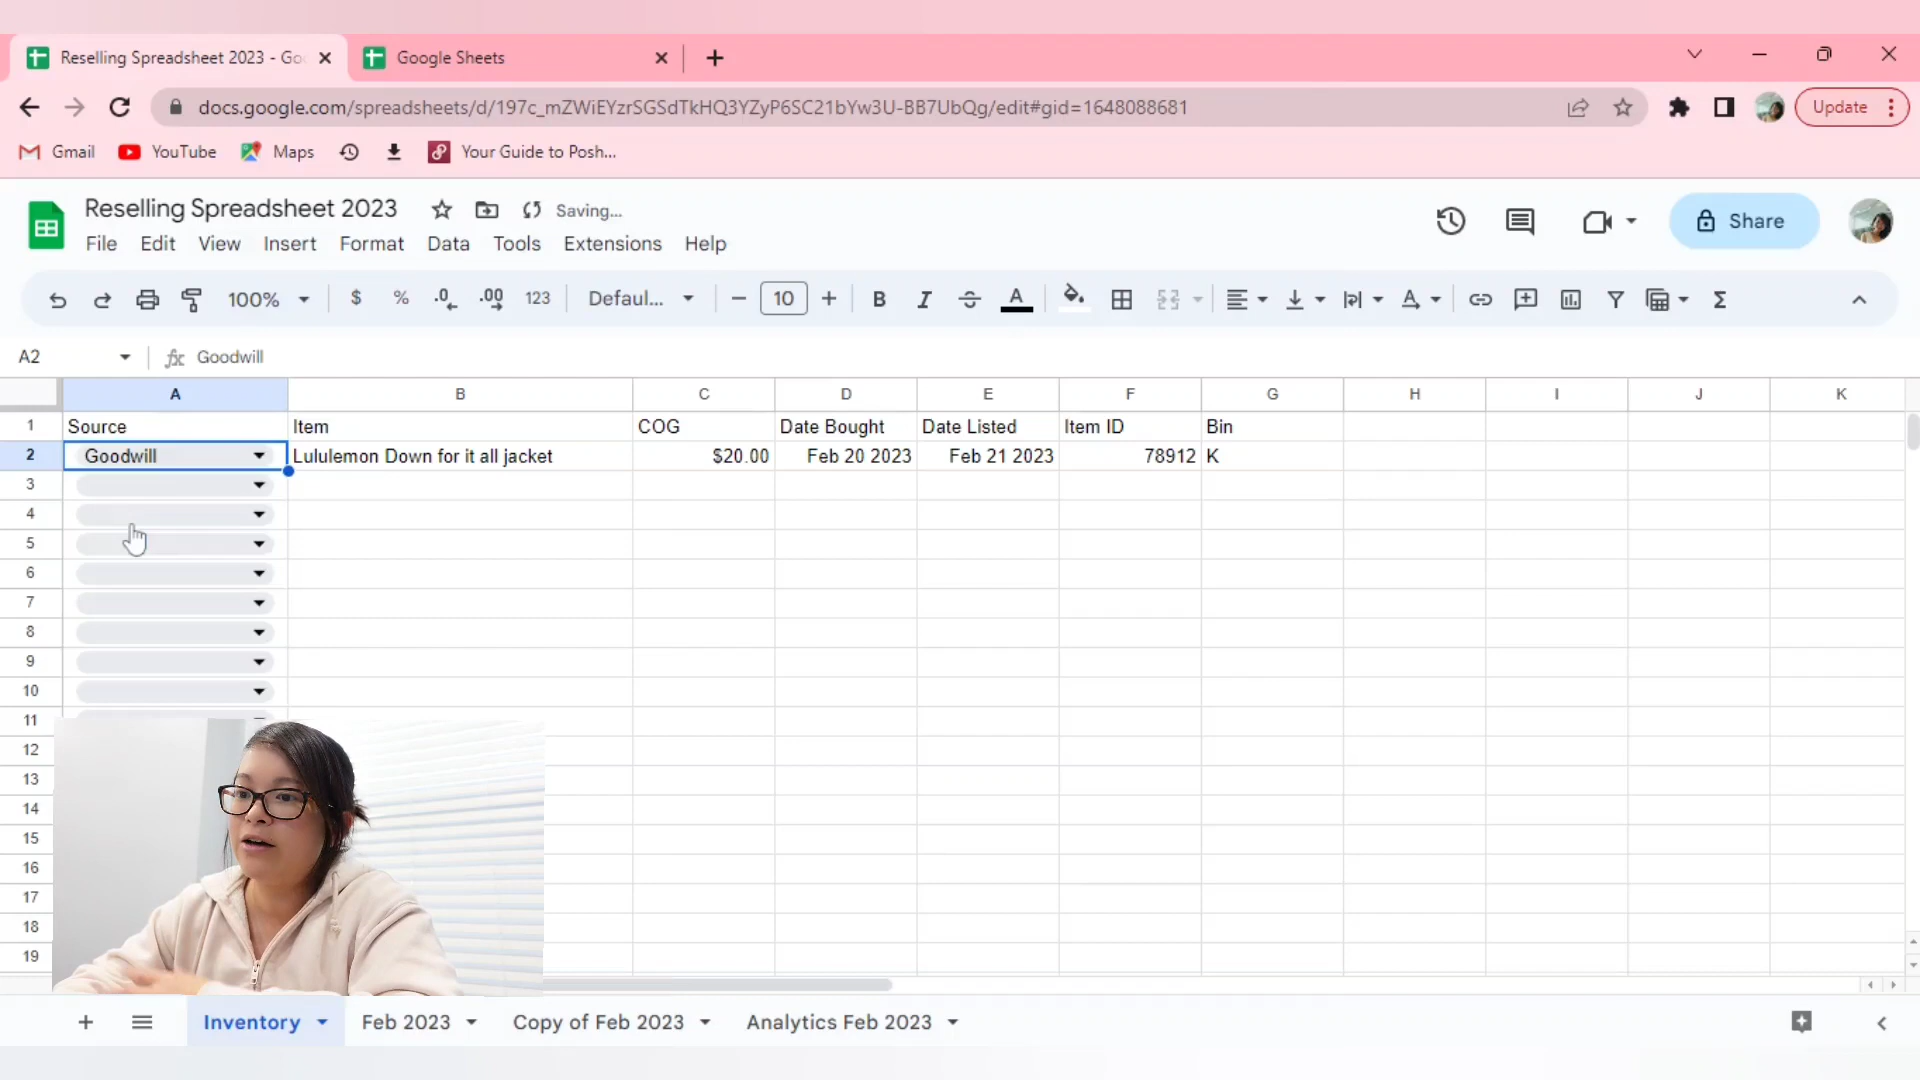 Reselling Spreadsheet 2023 - Goo
Google Sheets
docs.google.com/spreadsheets/d/197c_mZWiEYzrSGSdTkHQ3YZyP6SC21bYw3U-BB7UbQg/edit#gid=1648088681
Update
Gmail YouTube Maps Your Guide to Posh...
Reselling Spreadsheet 2023 Saving...
File Edit View Insert Format Data Tools Extensions Help
Share
100% $ % .0 .00 123 Defaul... 10 B I A
A2 fx Goodwill
A B C D E F G H I J K
1 Source Item COG Date Bought Date Listed Item ID Bin
2 Goodwill Lululemon Down for it all jacket $20.00 Feb 20 2023 Feb 21 2023 78912 K
3
4
5
6
7
8
9
10
11
12
13
14
15
16
17
18
19
Inventory Feb 2023 Copy of Feb 2023 Analytics Feb 2023